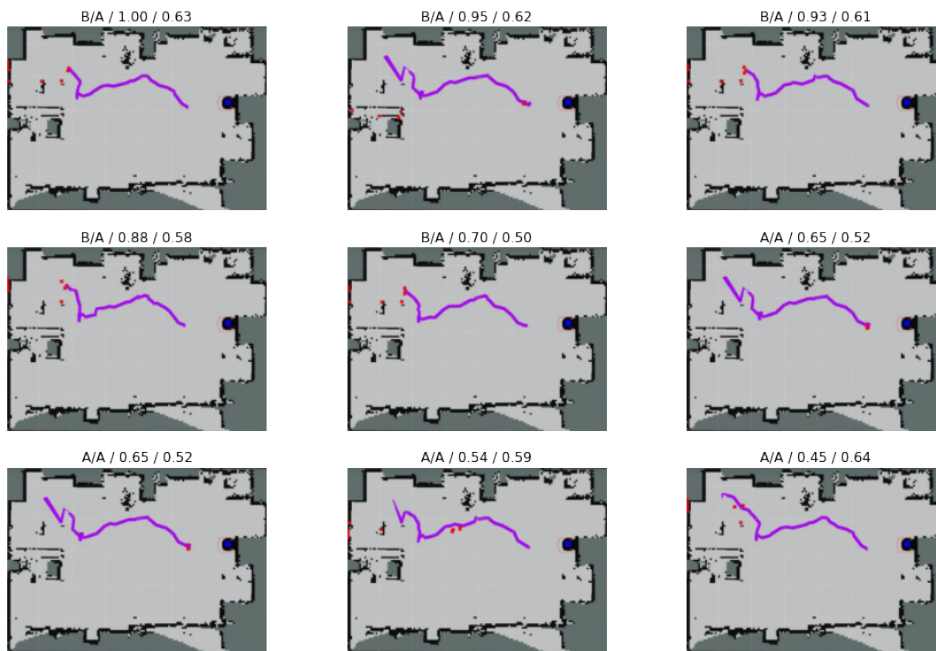 B/A / 1.00 / 0.63
B/A / 0.95 / 0.62
B/A / 0.93 / 0.61
B/A / 0.88 / 0.58
B/A / 0.70 / 0.50
A/A / 0.65 / 0.52
A/A / 0.65 / 0.52
A/A / 0.54 / 0.59
A/A / 0.45 / 0.64